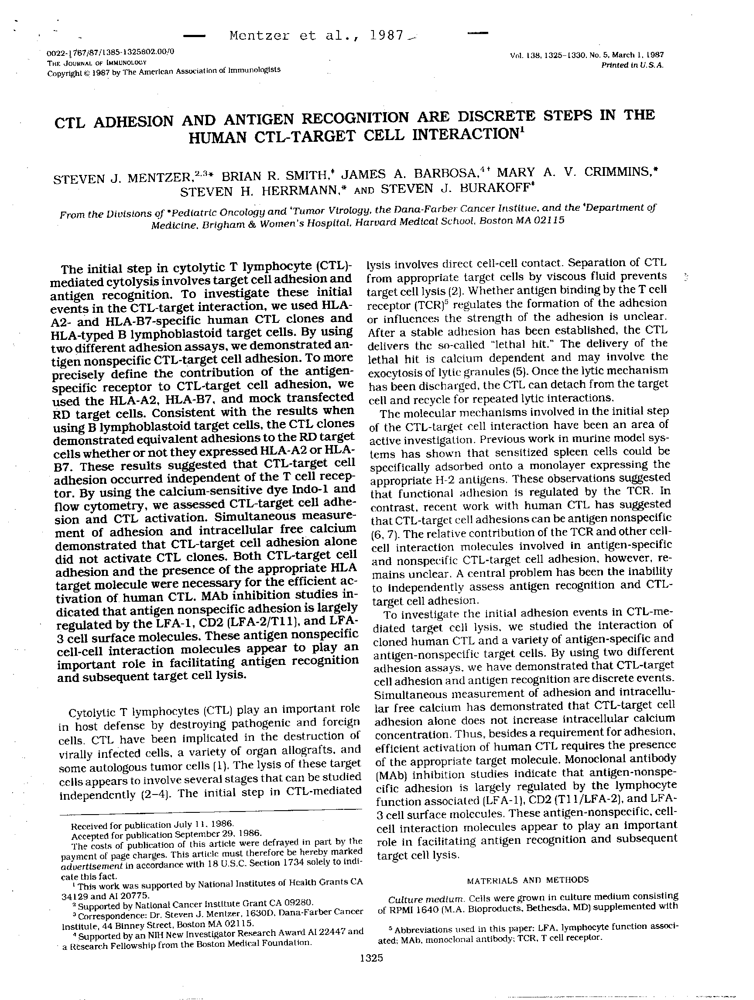 Mentzer et al., 1987
0022-1767/87/1385-1325$02.00/0
THE JOURNAL OF IMMUNOLOGY
Copyright © 1987 by The American Association of Immunologists
Vol. 138, 1325-1330, No. 5, March 1, 1987
Printed in U.S.A.
CTL ADHESION AND ANTIGEN RECOGNITION ARE DISCRETE STEPS IN THE
HUMAN CTL-TARGET CELL INTERACTION¹
STEVEN J. MENTZER,²,³* BRIAN R. SMITH,† JAMES A. BARBOSA,⁴† MARY A. V. CRIMMINS,*
STEVEN H. HERRMANN,* AND STEVEN J. BURAKOFF*
From the Divisions of *Pediatric Oncology and †Tumor Virology, the Dana-Farber Cancer Institue, and the ‡Department of
Medicine, Brigham & Women's Hospital, Harvard Medical School, Boston MA 02115
The initial step in cytolytic T lymphocyte (CTL)-
mediated cytolysis involves target cell adhesion and
antigen recognition. To investigate these initial
events in the CTL-target interaction, we used HLA-
A2- and HLA-B7-specific human CTL clones and
HLA-typed B lymphoblastoid target cells. By using
two different adhesion assays, we demonstrated an-
tigen nonspecific CTL-target cell adhesion. To more
precisely define the contribution of the antigen-
specific receptor to CTL-target cell adhesion, we
used the HLA-A2, HLA-B7, and mock transfected
RD target cells. Consistent with the results when
using B lymphoblastoid target cells, the CTL clones
demonstrated equivalent adhesions to the RD target
cells whether or not they expressed HLA-A2 or HLA-
B7. These results suggested that CTL-target cell
adhesion occurred independent of the T cell recep-
tor. By using the calcium-sensitive dye Indo-1 and
flow cytometry, we assessed CTL-target cell adhe-
sion and CTL activation. Simultaneous measure-
ment of adhesion and intracellular free calcium
demonstrated that CTL-target cell adhesion alone
did not activate CTL clones. Both CTL-target cell
adhesion and the presence of the appropriate HLA
target molecule were necessary for the efficient ac-
tivation of human CTL. MAb inhibition studies in-
dicated that antigen nonspecific adhesion is largely
regulated by the LFA-1, CD2 (LFA-2/T11), and LFA-
3 cell surface molecules. These antigen nonspecific
cell-cell interaction molecules appear to play an
important role in facilitating antigen recognition
and subsequent target cell lysis.
Cytolytic T lymphocytes (CTL) play an important role
in host defense by destroying pathogenic and foreign
cells. CTL have been implicated in the destruction of
virally infected cells, a variety of organ allografts, and
some autologous tumor cells (1). The lysis of these target
cells appears to involve several stages that can be studied
independently (2-4). The initial step in CTL-mediated
Received for publication July 11, 1986.
Accepted for publication September 29, 1986.
The costs of publication of this article were defrayed in part by the
payment of page charges. This article must therefore be hereby marked
advertisement in accordance with 18 U.S.C. Section 1734 solely to indi-
cate this fact.
¹ This work was supported by National Institutes of Health Grants CA
34129 and AI 20775.
² Supported by National Cancer Institute Grant CA 09280.
³ Correspondence: Dr. Steven J. Mentzer, 1630D, Dana-Farber Cancer
Institute, 44 Binney Street, Boston MA 02115.
⁴ Supported by an NIH New Investigator Research Award AI 22447 and
a Research Fellowship from the Boston Medical Foundation.
lysis involves direct cell-cell contact. Separation of CTL
from appropriate target cells by viscous fluid prevents
target cell lysis (2). Whether antigen binding by the T cell
receptor (TCR)⁵ regulates the formation of the adhesion
or influences the strength of the adhesion is unclear.
After a stable adhesion has been established, the CTL
delivers the so-called "lethal hit." The delivery of the
lethal hit is calcium dependent and may involve the
exocytosis of lytic granules (5). Once the lytic mechanism
has been discharged, the CTL can detach from the target
cell and recycle for repeated lytic interactions.
The molecular mechanisms involved in the initial step
of the CTL-target cell interaction have been an area of
active investigation. Previous work in murine model sys-
tems has shown that sensitized spleen cells could be
specifically adsorbed onto a monolayer expressing the
appropriate H-2 antigens. These observations suggested
that functional adhesion is regulated by the TCR. In
contrast, recent work with human CTL has suggested
that CTL-target cell adhesions can be antigen nonspecific
(6, 7). The relative contribution of the TCR and other cell-
cell interaction molecules involved in antigen-specific
and nonspecific CTL-target cell adhesion, however, re-
mains unclear. A central problem has been the inability
to independently assess antigen recognition and CTL-
target cell adhesion.
To investigate the initial adhesion events in CTL-me-
diated target cell lysis, we studied the interaction of
cloned human CTL and a variety of antigen-specific and
antigen-nonspecific target cells. By using two different
adhesion assays, we have demonstrated that CTL-target
cell adhesion and antigen recognition are discrete events.
Simultaneous measurement of adhesion and intracellu-
lar free calcium has demonstrated that CTL-target cell
adhesion alone does not increase intracellular calcium
concentration. Thus, besides a requirement for adhesion,
efficient activation of human CTL requires the presence
of the appropriate target molecule. Monoclonal antibody
(MAb) inhibition studies indicate that antigen-nonspe-
cific adhesion is largely regulated by the lymphocyte
function associated (LFA-1), CD2 (T11/LFA-2), and LFA-
3 cell surface molecules. These antigen-nonspecific, cell-
cell interaction molecules appear to play an important
role in facilitating antigen recognition and subsequent
target cell lysis.
MATERIALS AND METHODS
Culture medium. Cells were grown in culture medium consisting
of RPMI 1640 (M.A. Bioproducts, Bethesda, MD) supplemented with
⁵ Abbreviations used in this paper: LFA, lymphocyte function associ-
ated; MAb, monoclonal antibody; TCR, T cell receptor.
1325